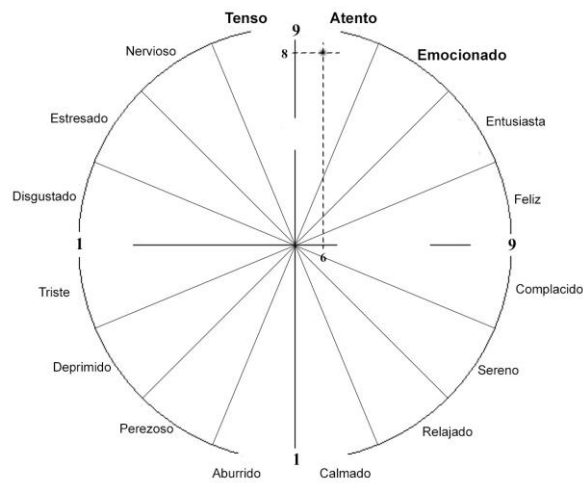 Tenso
Atento
9
Nervioso
8
Emocionado
Estresado
Entusiasta
Disgustado
Feliz
1
9
6
Triste
Complacido
Deprimido
Sereno
Perezoso
Relajado
1
Aburrido
Calmado